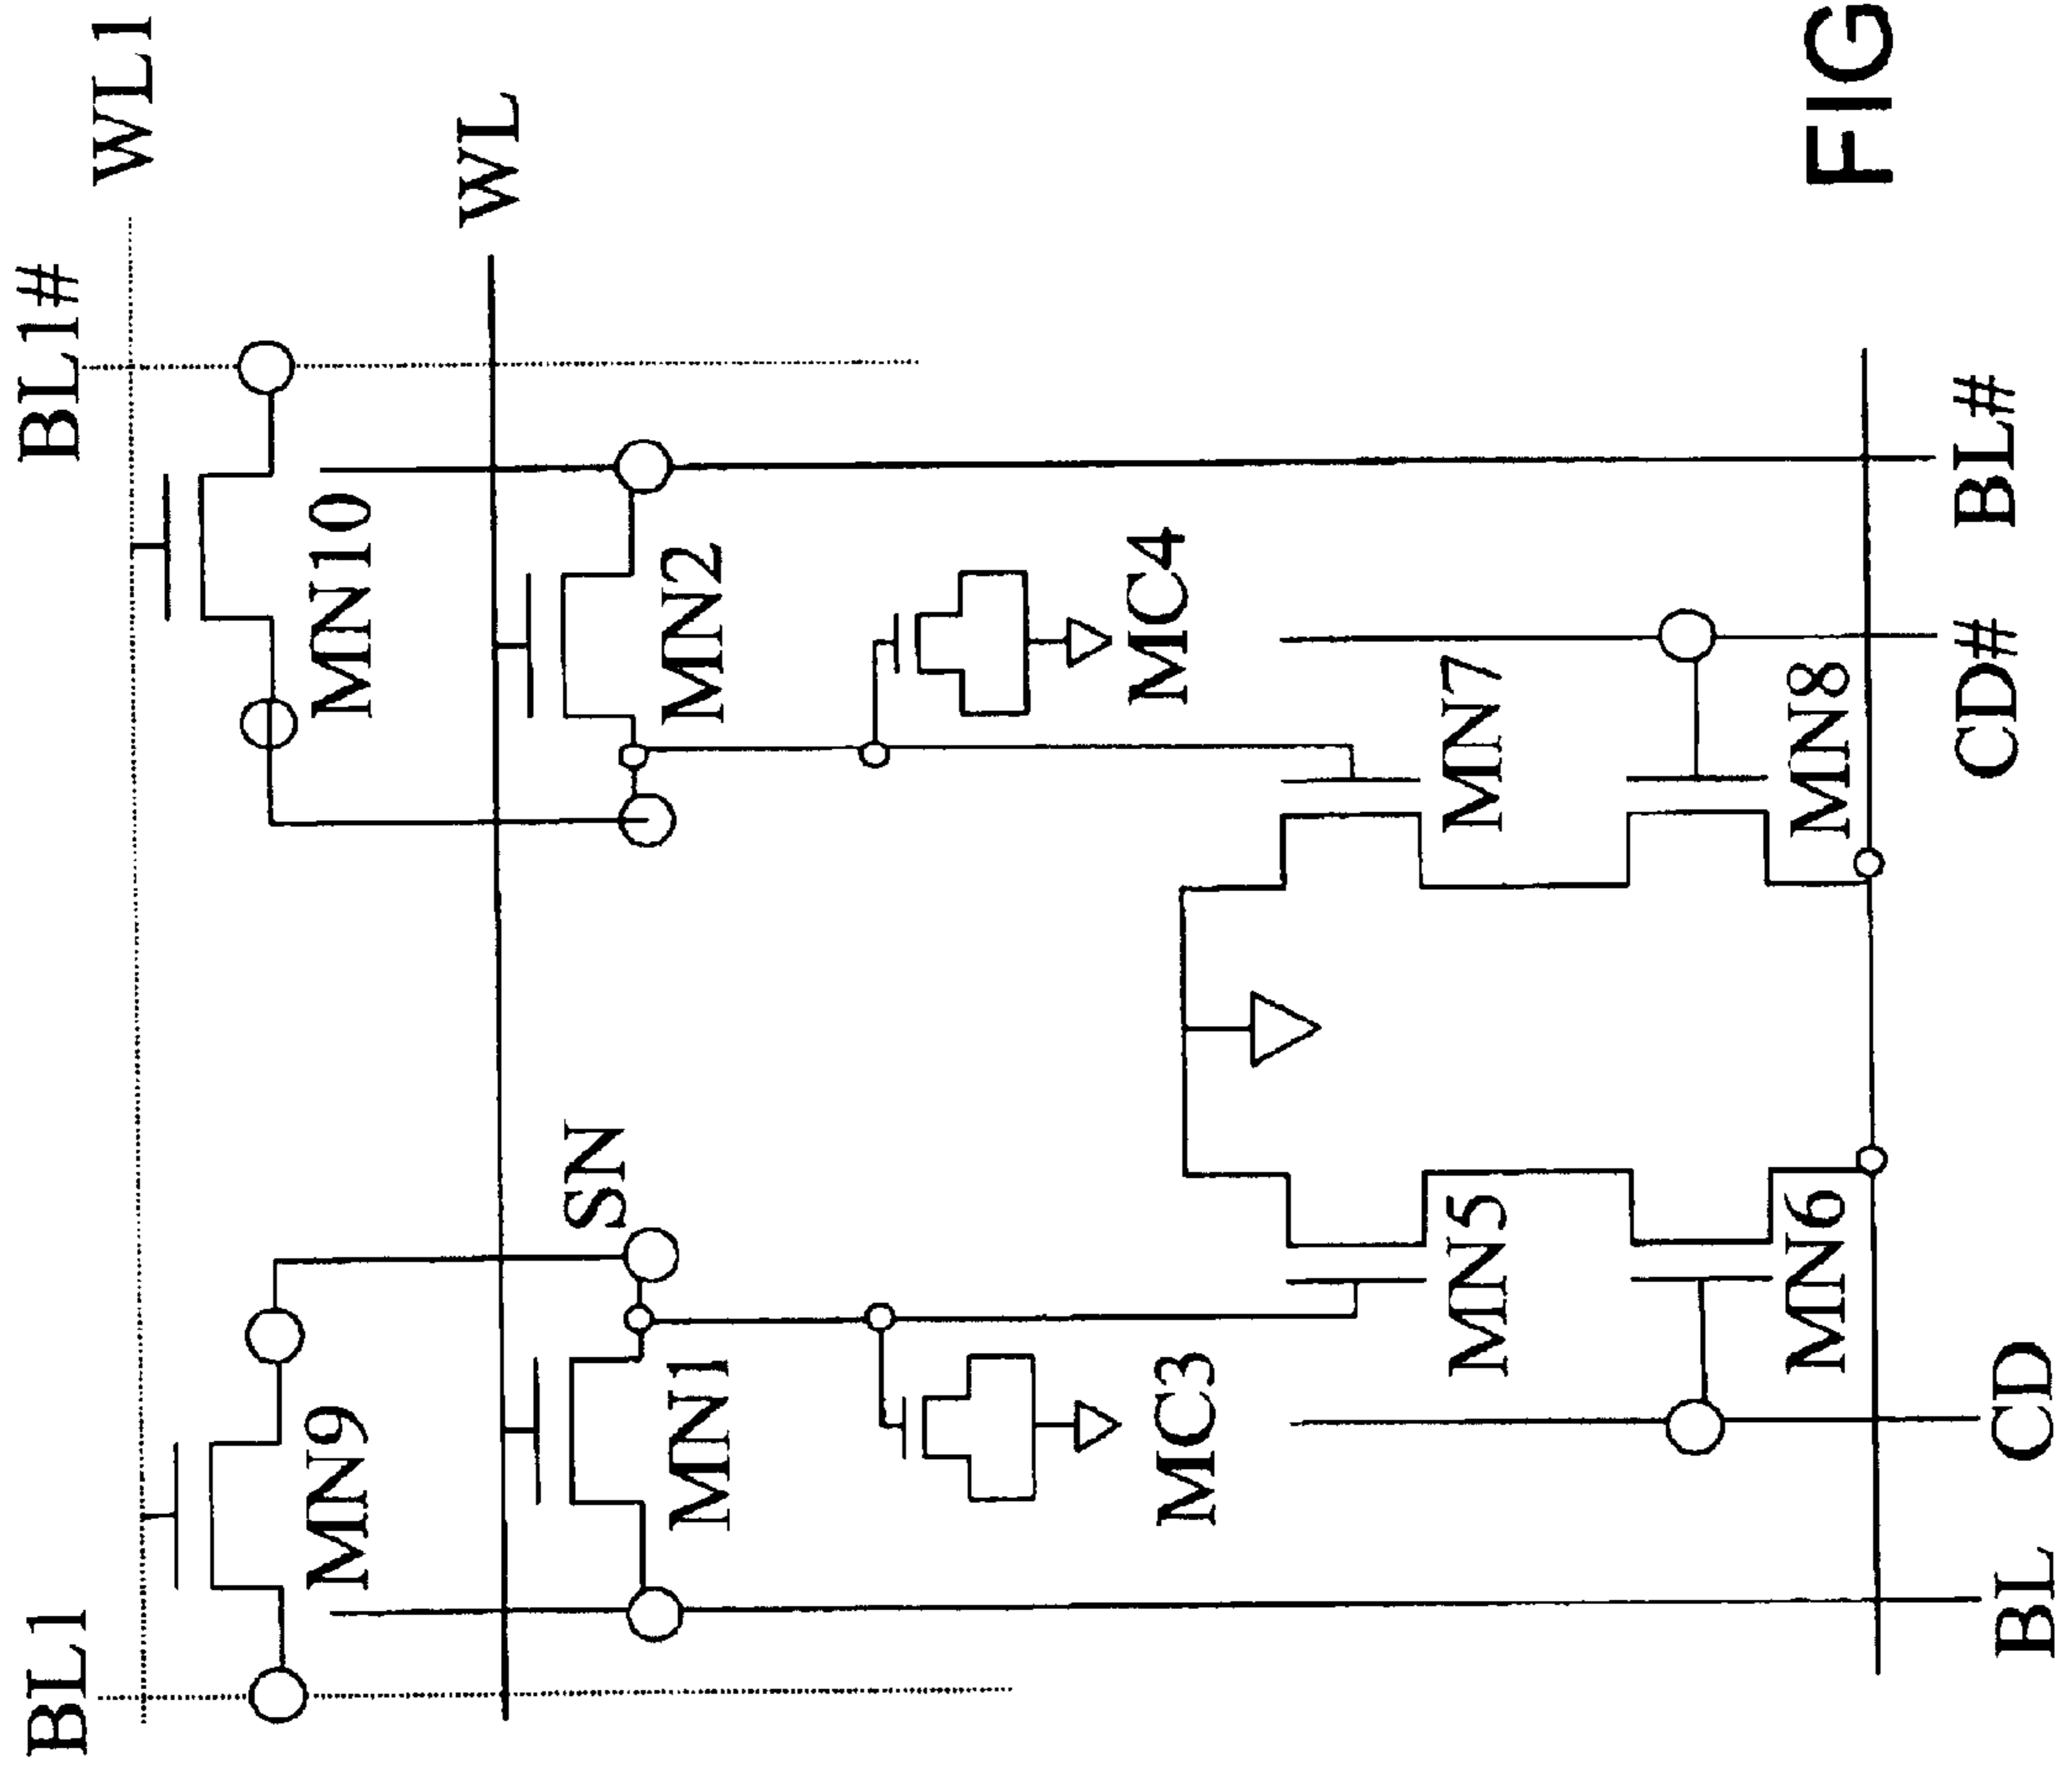 BL1 BL1#
WL1
MN9 MN10
WL
SN
MN1 MN2
MC3 MC4
MN5 MN7
MN6 MN8
BL CD CD# BL#
FIG